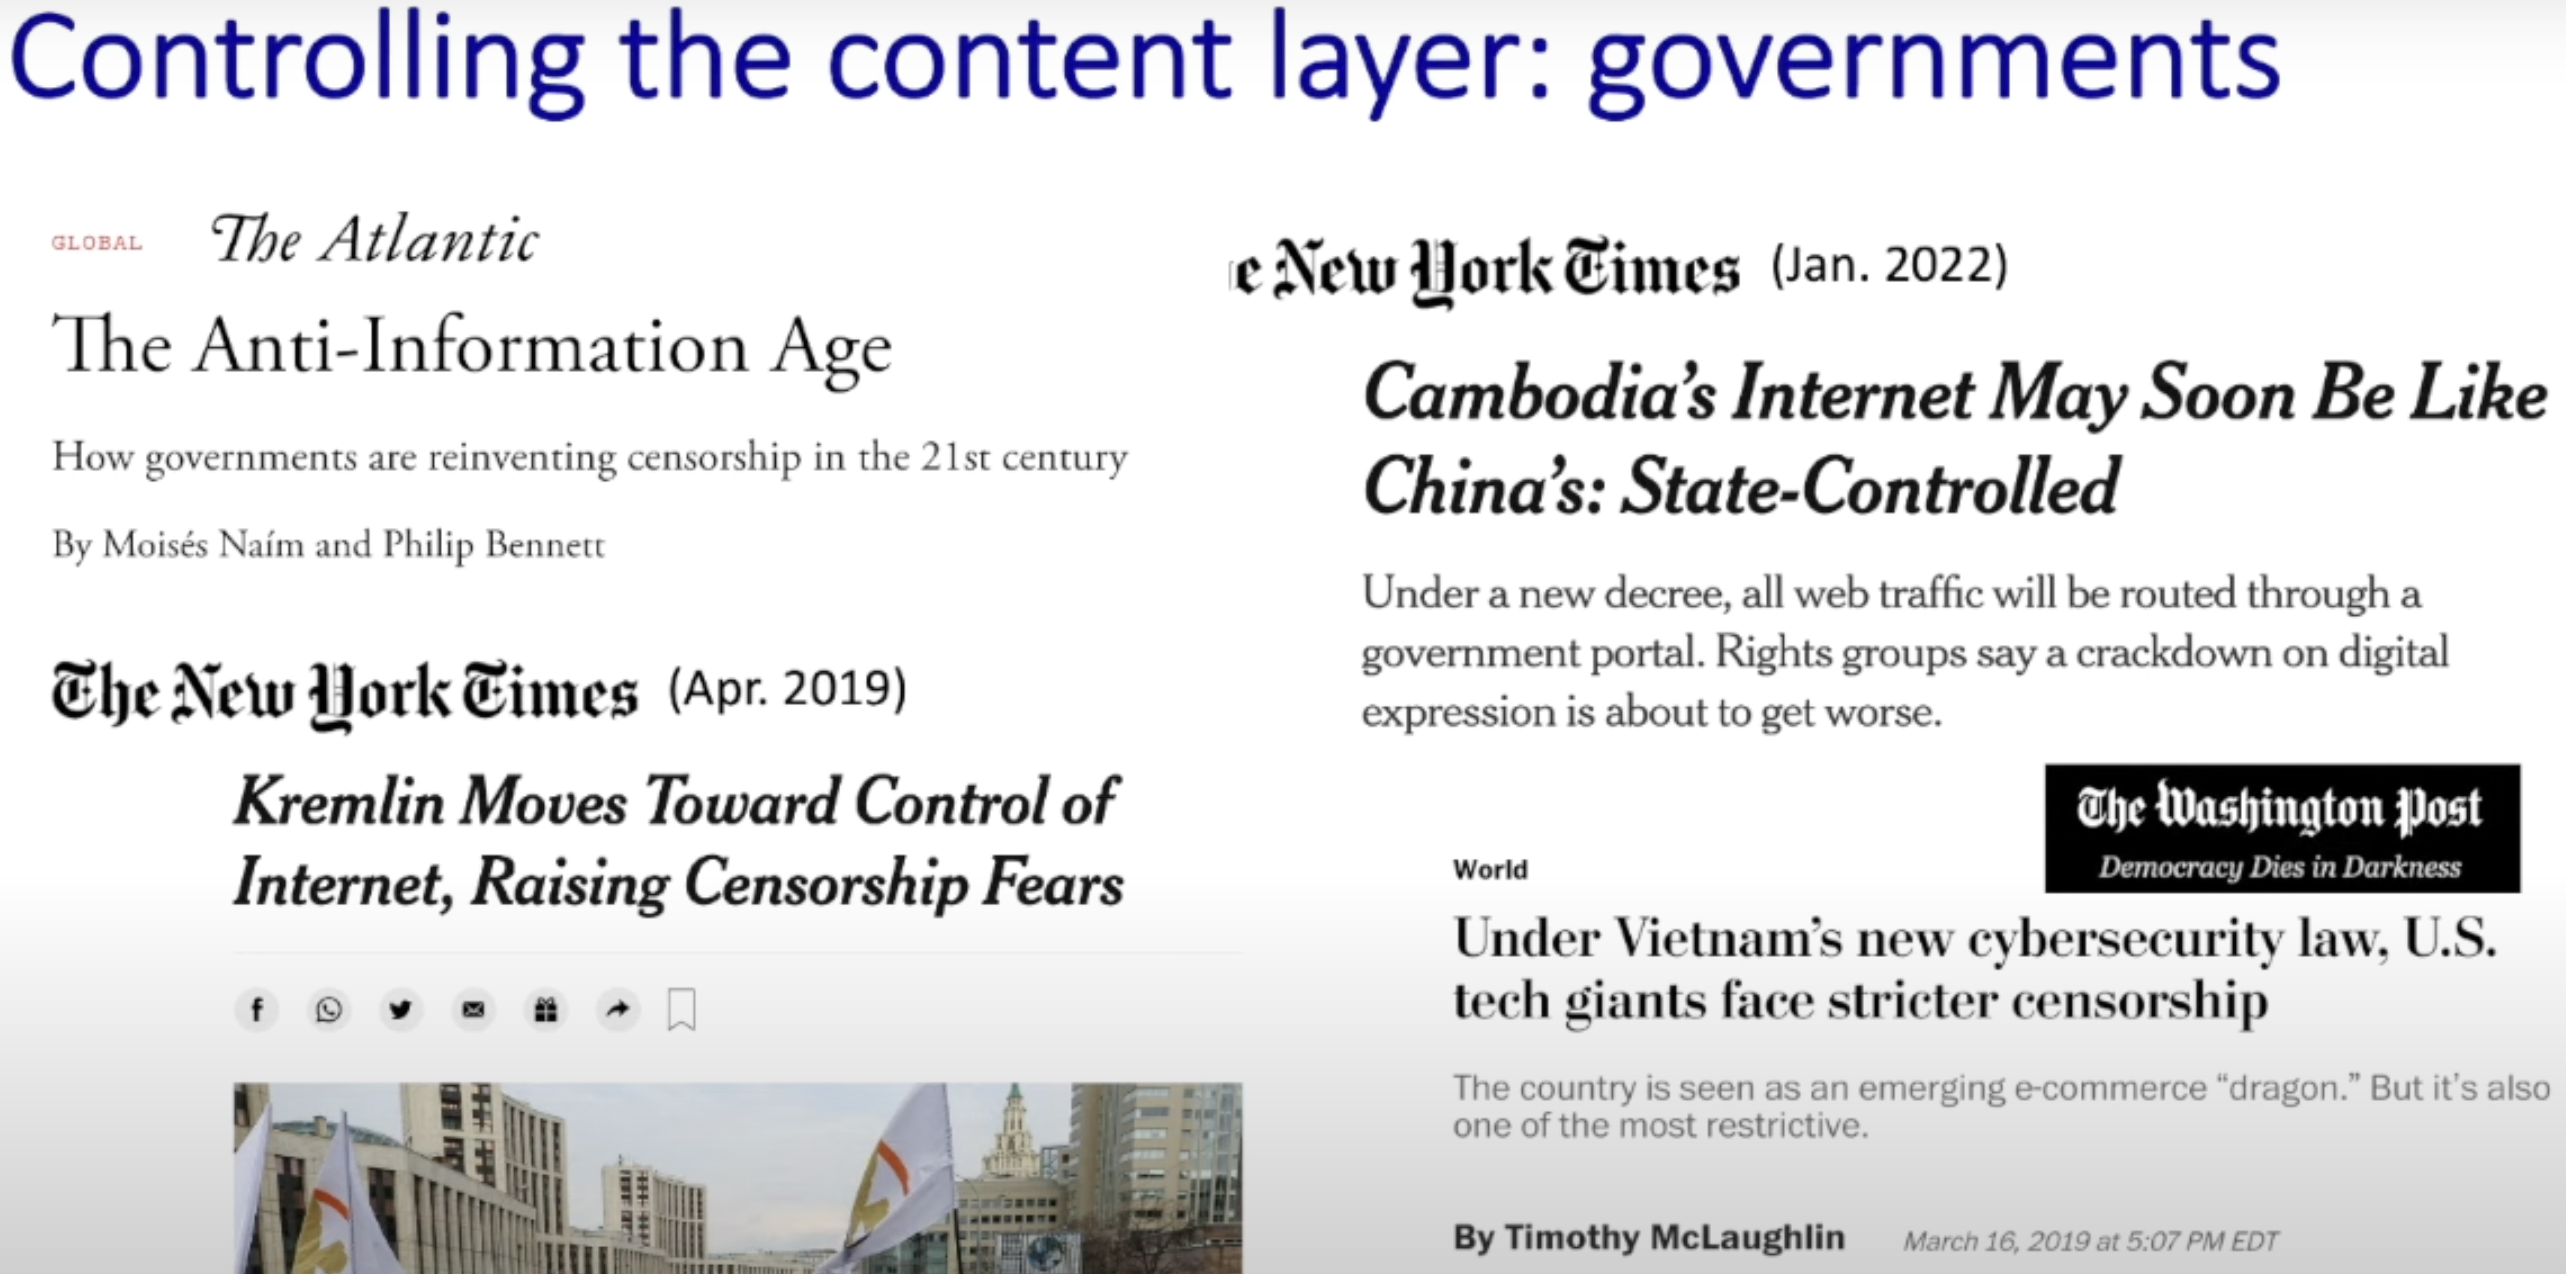 Controlling the content layer: governments
GLOBAL The Atlantic
The Anti-Information Age
How governments are reinventing censorship in the 21st century
By Moisés Naím and Philip Bennett
The New York Times (Apr. 2019)
Kremlin Moves Toward Control of
Internet, Raising Censorship Fears
e New York Times (Jan. 2022)
Cambodia’s Internet May Soon Be Like
China’s: State-Controlled
Under a new decree, all web traffic will be routed through a
government portal. Rights groups say a crackdown on digital
expression is about to get worse.
The Washington Post
Democracy Dies in Darkness
World
Under Vietnam’s new cybersecurity law, U.S.
tech giants face stricter censorship
The country is seen as an emerging e-commerce “dragon.” But it’s also
one of the most restrictive.
By Timothy McLaughlin March 16, 2019 at 5:07 PM EDT